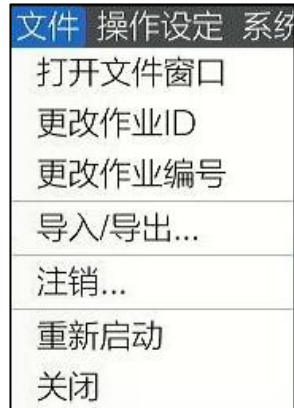 文件 操作设定 系统
打开文件窗口
更改作业ID
更改作业编号
导入/导出...
注销...
重新启动
关闭